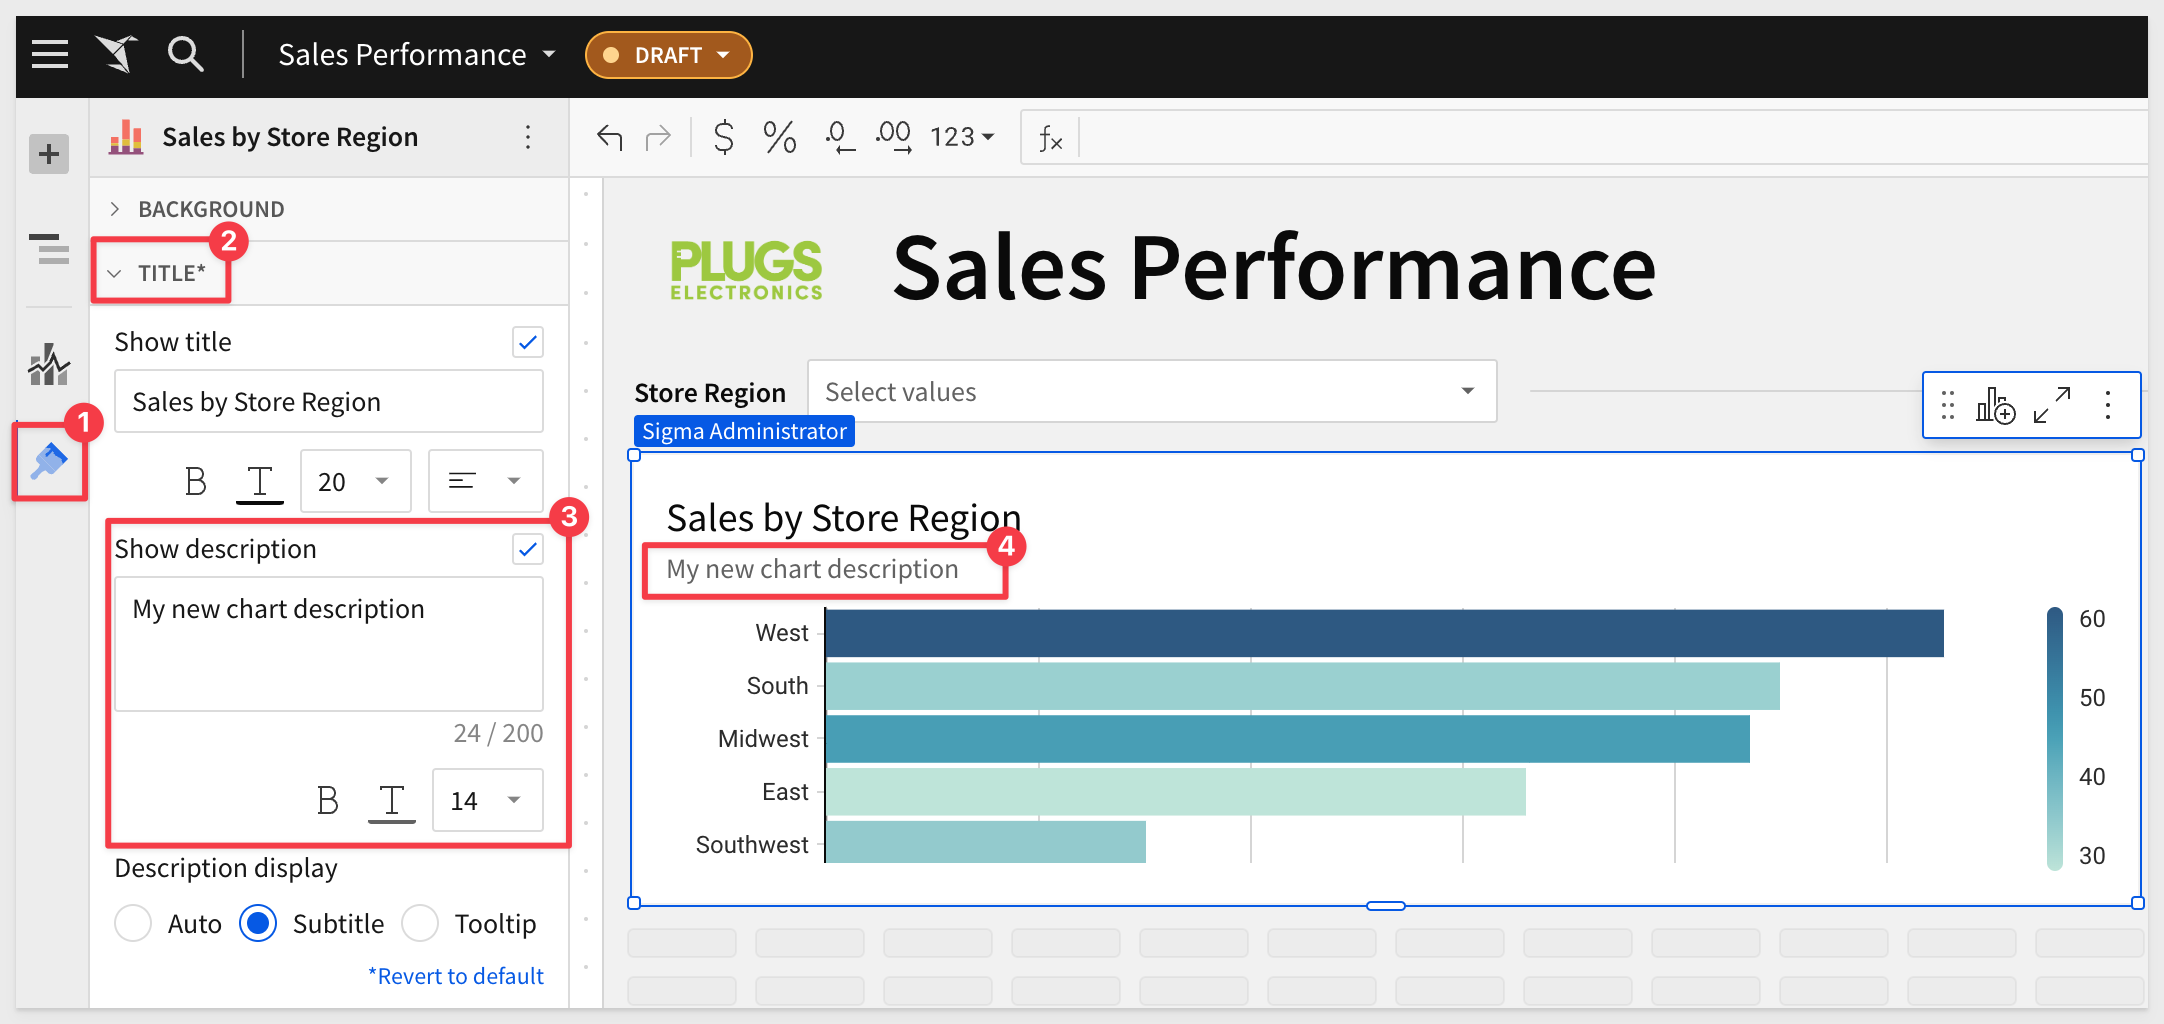 Sales Performance
DRAFT
Sales by Store Region
$ % .0 .00 123
fx
BACKGROUND
2
TITLE*
Show title
Sales by Store Region
1
B T 20
3
Show description
My new chart description
24 / 200
B T 14
Description display
Auto Subtitle Tooltip
*Revert to default
PLUGS
ELECTRONICS
Sales Performance
Store Region Select values
Sigma Administrator
Sales by Store Region
4
My new chart description
West
South
Midwest
East
Southwest
60
50
40
30